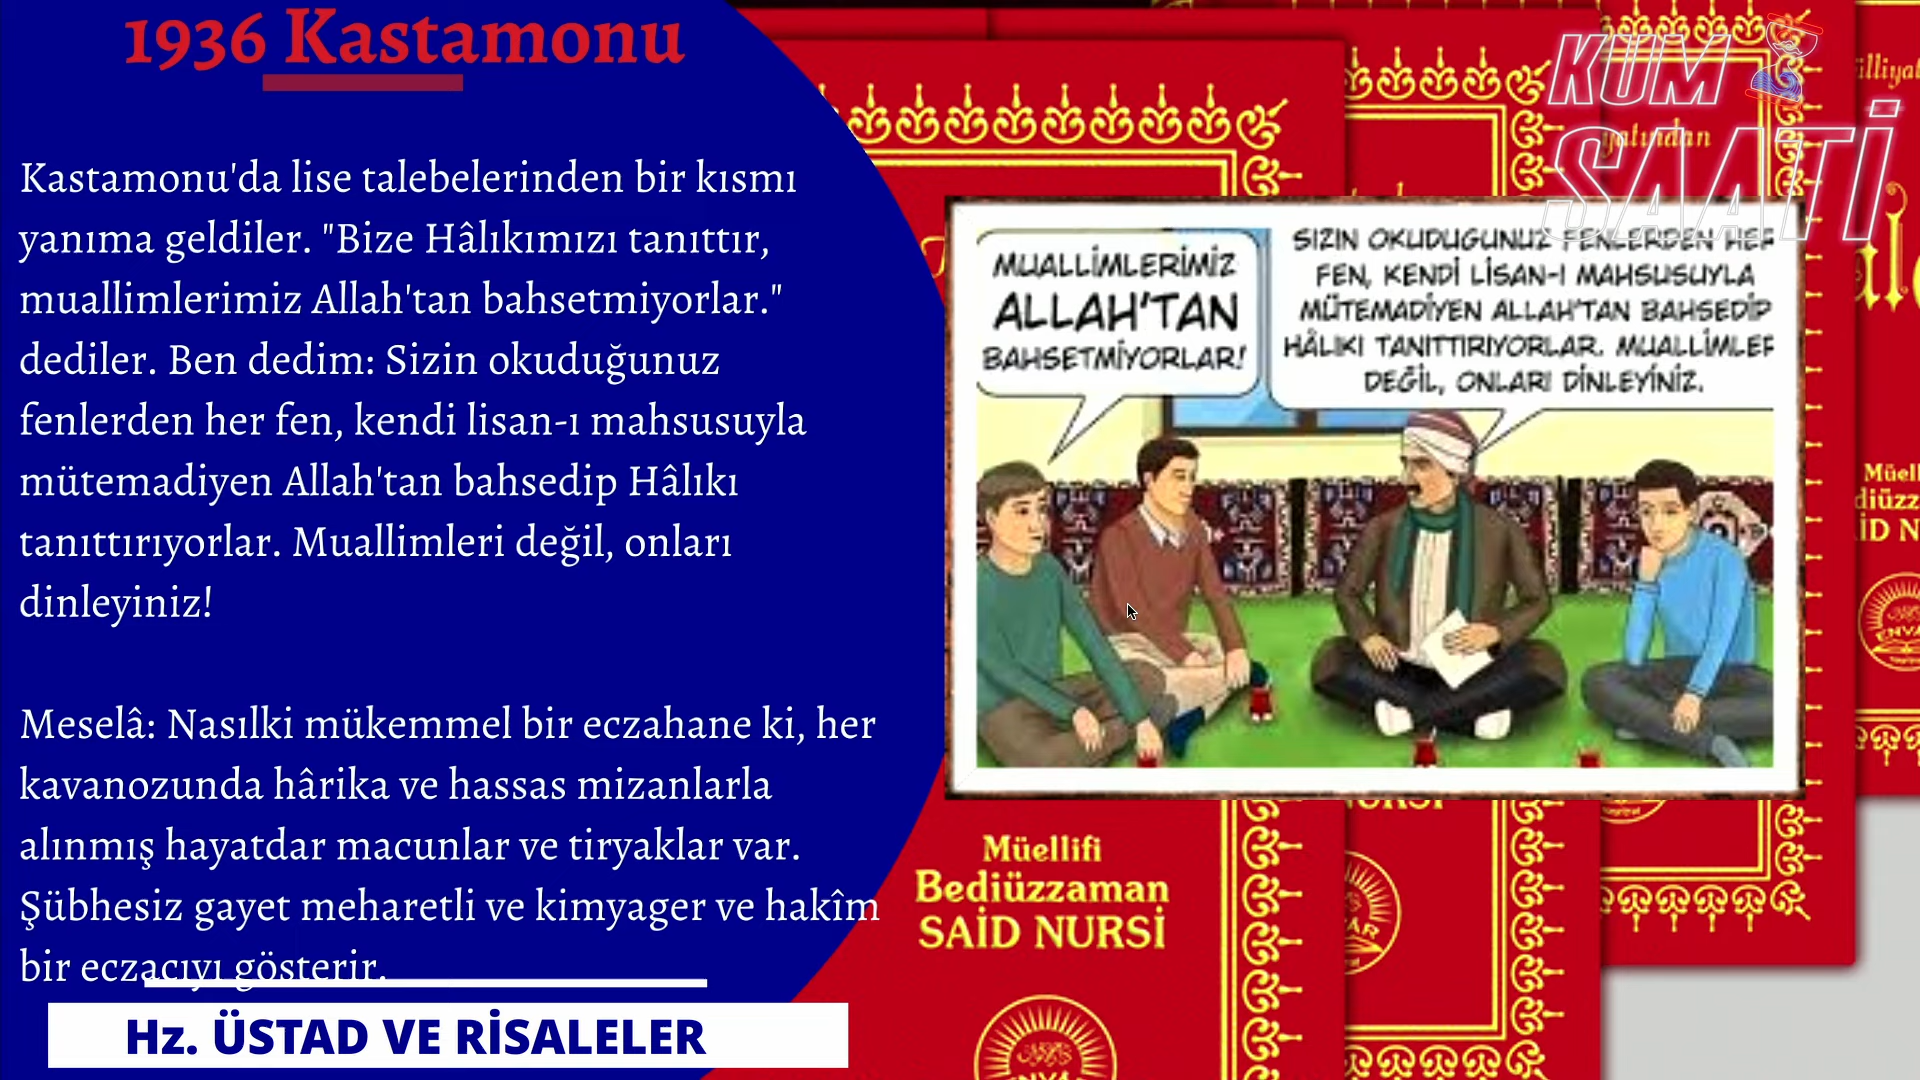 1936 Kastamonu
Kastamonu'da lise talebelerinden bir kısmı
yanıma geldiler. "Bize Hâlıkımızı tanıttır,
muallimlerimiz Allah'tan bahsetmiyorlar."
dediler. Ben dedim: Sizin okuduğunuz
fenlerden her fen, kendi lisan-ı mahsusuyla
mütemadiyen Allah'tan bahsedip Hâlıkı
tanıttırıyorlar. Muallimleri değil, onları
dinleyiniz!
Meselâ: Nasılki mükemmel bir eczahane ki, her
kavanozunda hârika ve hassas mizanlarla
alınmış hayatdar macunlar ve tiryaklar var.
Şübhesiz gayet meharetli ve kimyager ve hakîm
bir eczacıyı gösterir.
Hz. ÜSTAD VE RİSALELER
KUM
SAATİ
MUALLİMLERİMİZ
ALLAH'TAN
BAHSETMİYORLAR!
SIZIN OKUDUGUNUZ FENLERDEN HER
FEN, KENDİ LİSAN-I MAHSUSUYLA
MÜTEMADİYEN ALLAH'TAN BAHSEDİP
HÂLIKI TANITTIRIYORLAR. MUALLİMLER
DEĞİL, ONLARI DİNLEYİNİZ.
Müellifi
Bediüzzaman
SAİD NURSİ